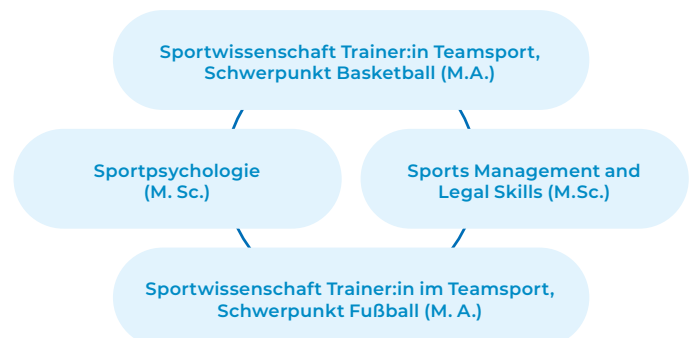 Sportwissenschaft Trainer:in Teamsport,
Schwerpunkt Basketball (M.A.)
Sportpsychologie
(M. Sc.)
Sports Management and
Legal Skills (M.Sc.)
Sportwissenschaft Trainer:in im Teamsport,
Schwerpunkt Fußball (M. A.)